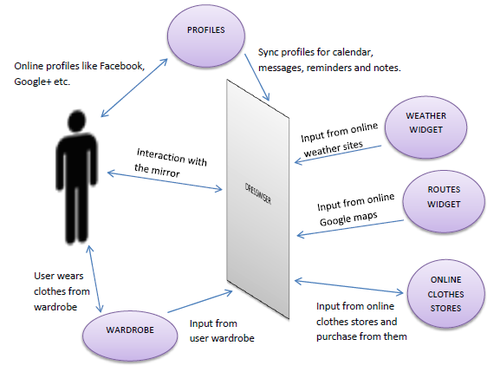 PROFILES
Online profiles like Facebook,
Google+ etc.
Sync profiles for calendar,
messages, reminders and notes.
WEATHER
WIDGET
Input from online
weather sites
Interaction with
the mirror
DRESSWISER
ROUTES
WIDGET
Input from online
Google maps
User wears
clothes from
wardrobe
ONLINE
CLOTHES
STORES
Input from online
clothes stores and
purchase from them
WARDROBE
Input from
user wardrobe